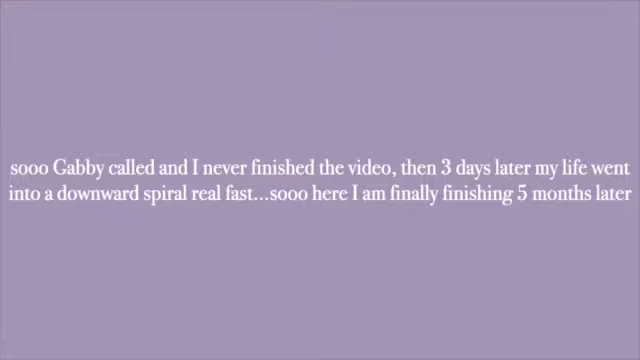 sooo Gabby called and I never finished the video, then 3 days later my life went
into a downward spiral real fast...sooo here I am finally finishing 5 months later